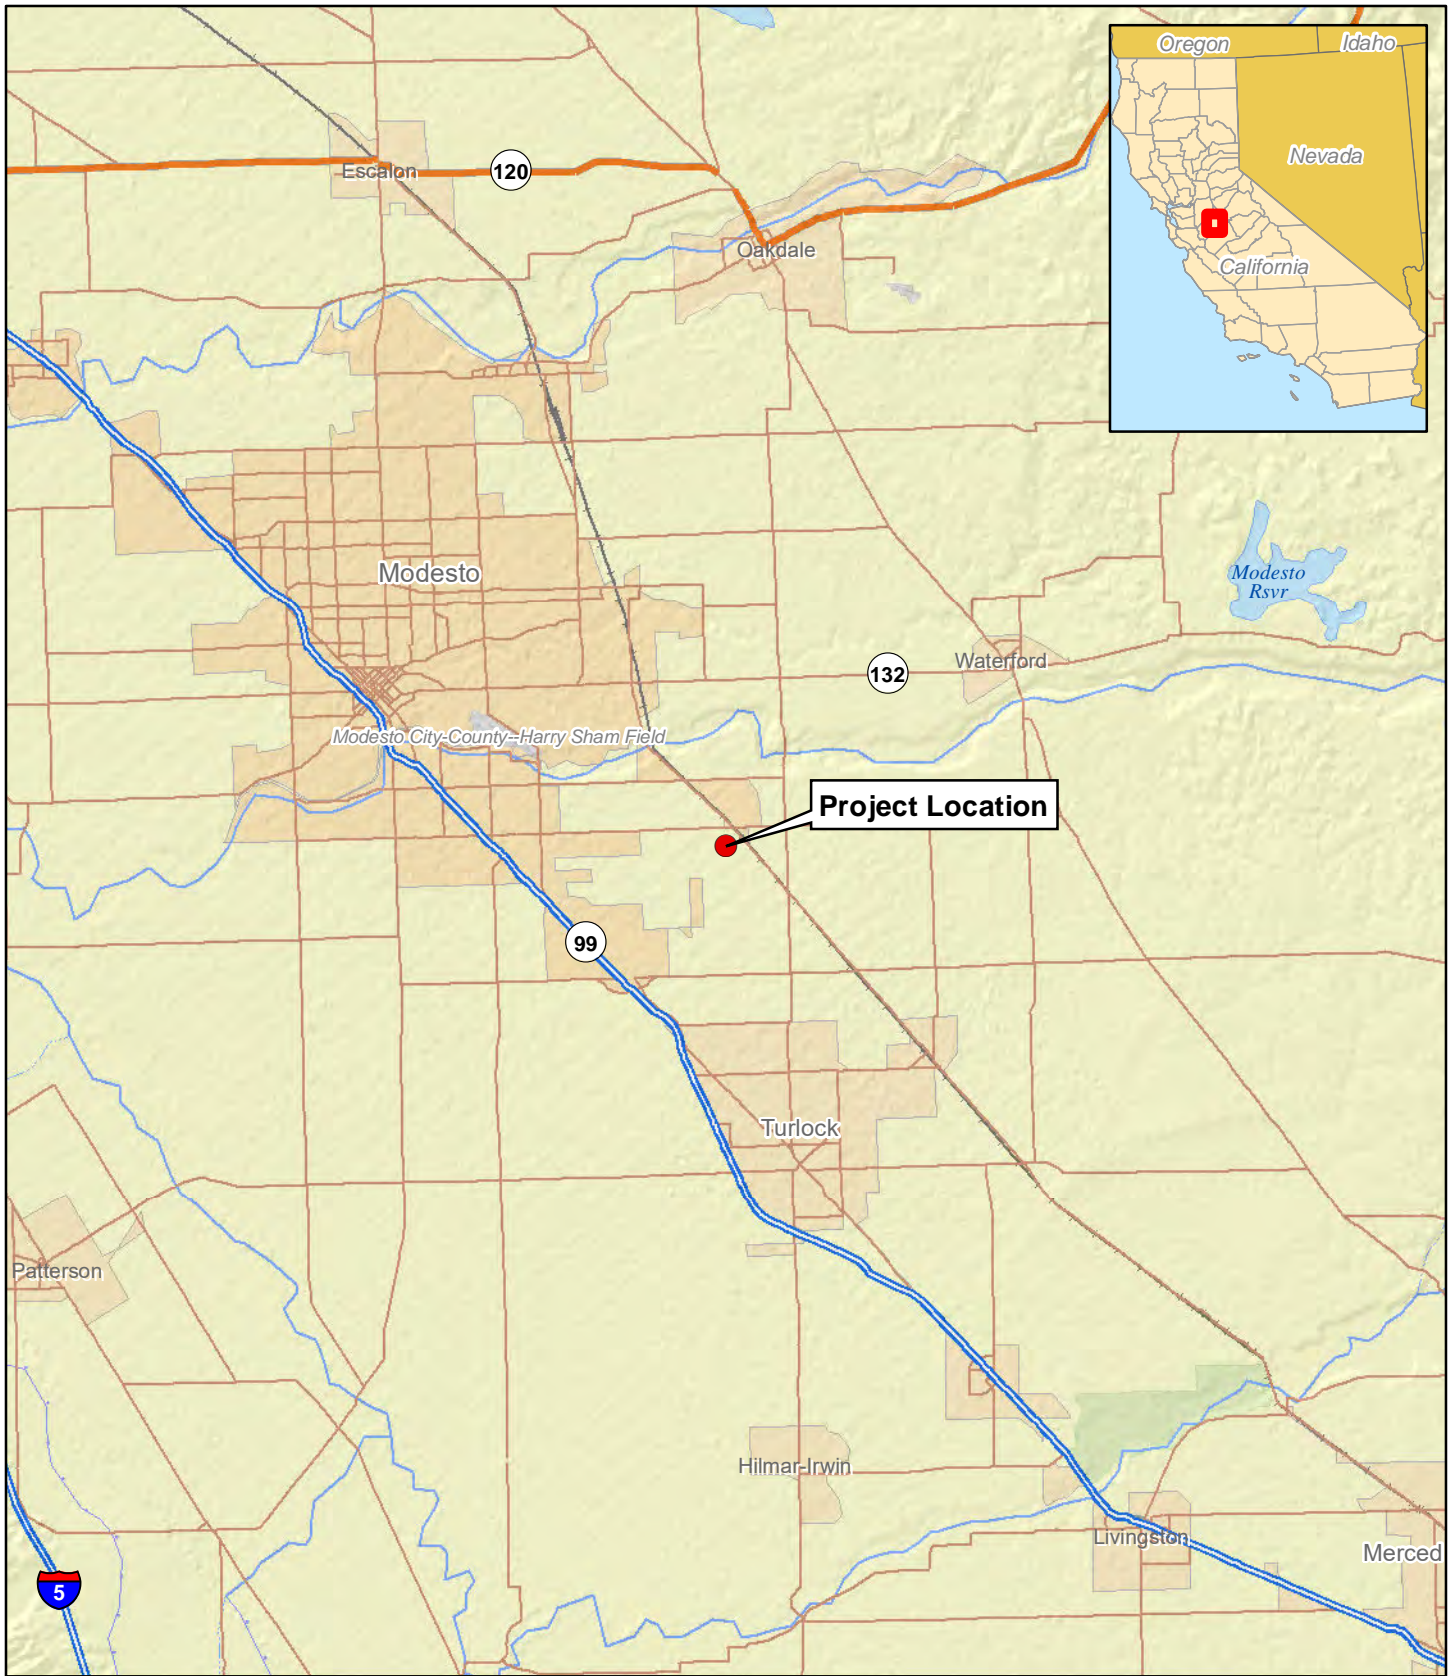 Oregon
Idaho
Nevada
California
Escalon
120
Oakdale
Modesto
Modesto
Rsvr
Waterford
132
Modesto City-County--Harry Sham Field
Project Location
99
Turlock
Patterson
Hilmar-Irwin
Livingston
Merced
5